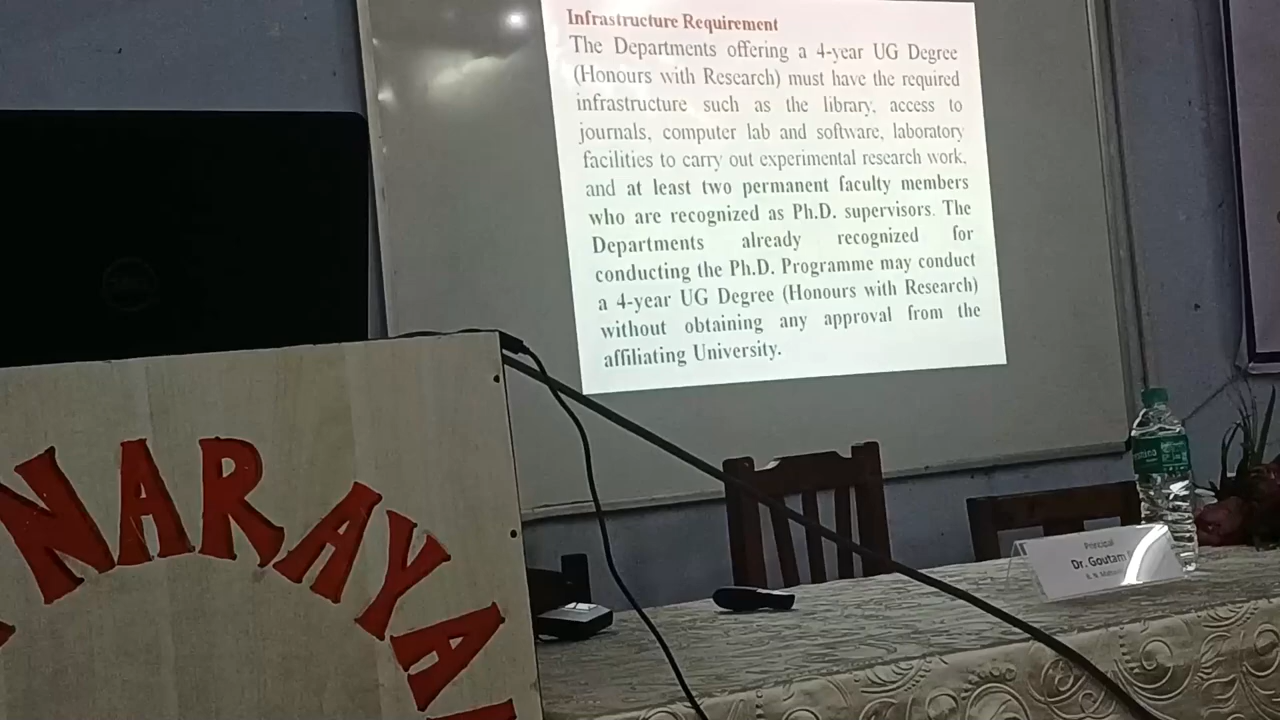 Infrastructure Requirement
The Departments offering a 4-year UG Degree
(Honours with Research) must have the required
infrastructure such as the library, access to
journals, computer lab and software, laboratory
facilities to carry out experimental research work,
and at least two permanent faculty members
who are recognized as Ph.D. supervisors. The
Departments already recognized for
conducting the Ph.D. Programme may conduct
a 4-year UG Degree (Honours with Research)
without obtaining any approval from the
affiliating University.
DELL
NARAYA
Principal
Dr. Goutam